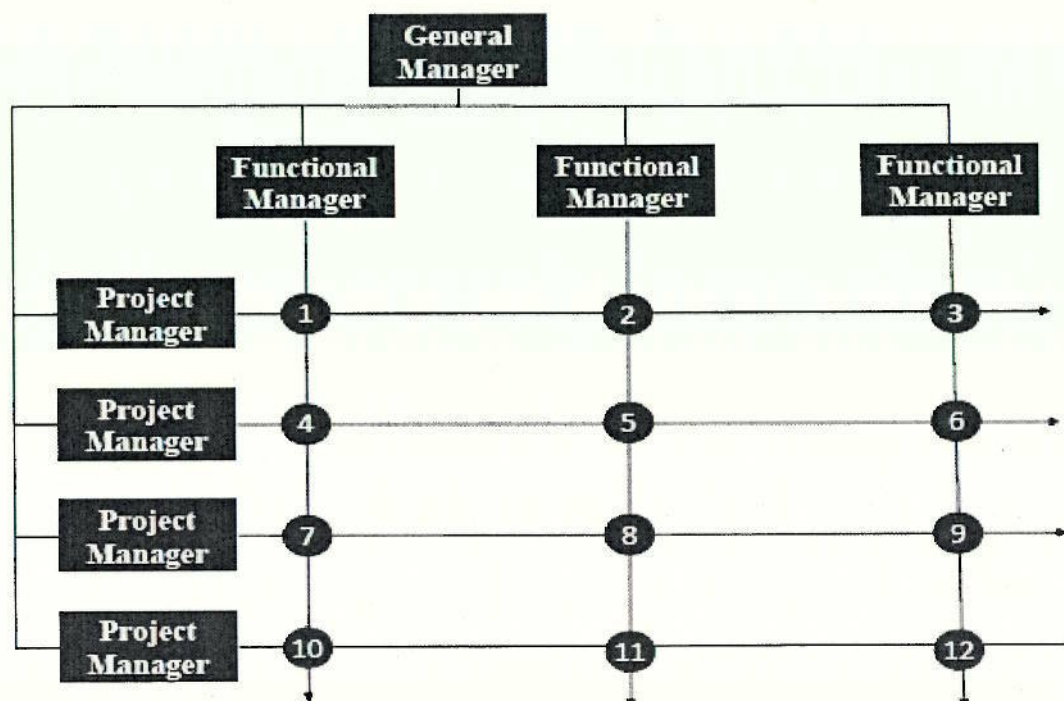 General
Manager
Functional
Manager
Functional
Manager
Functional
Manager
Project
Manager
1
2
3
Project
Manager
4
5
6
Project
Manager
7
8
9
Project
Manager
10
11
12